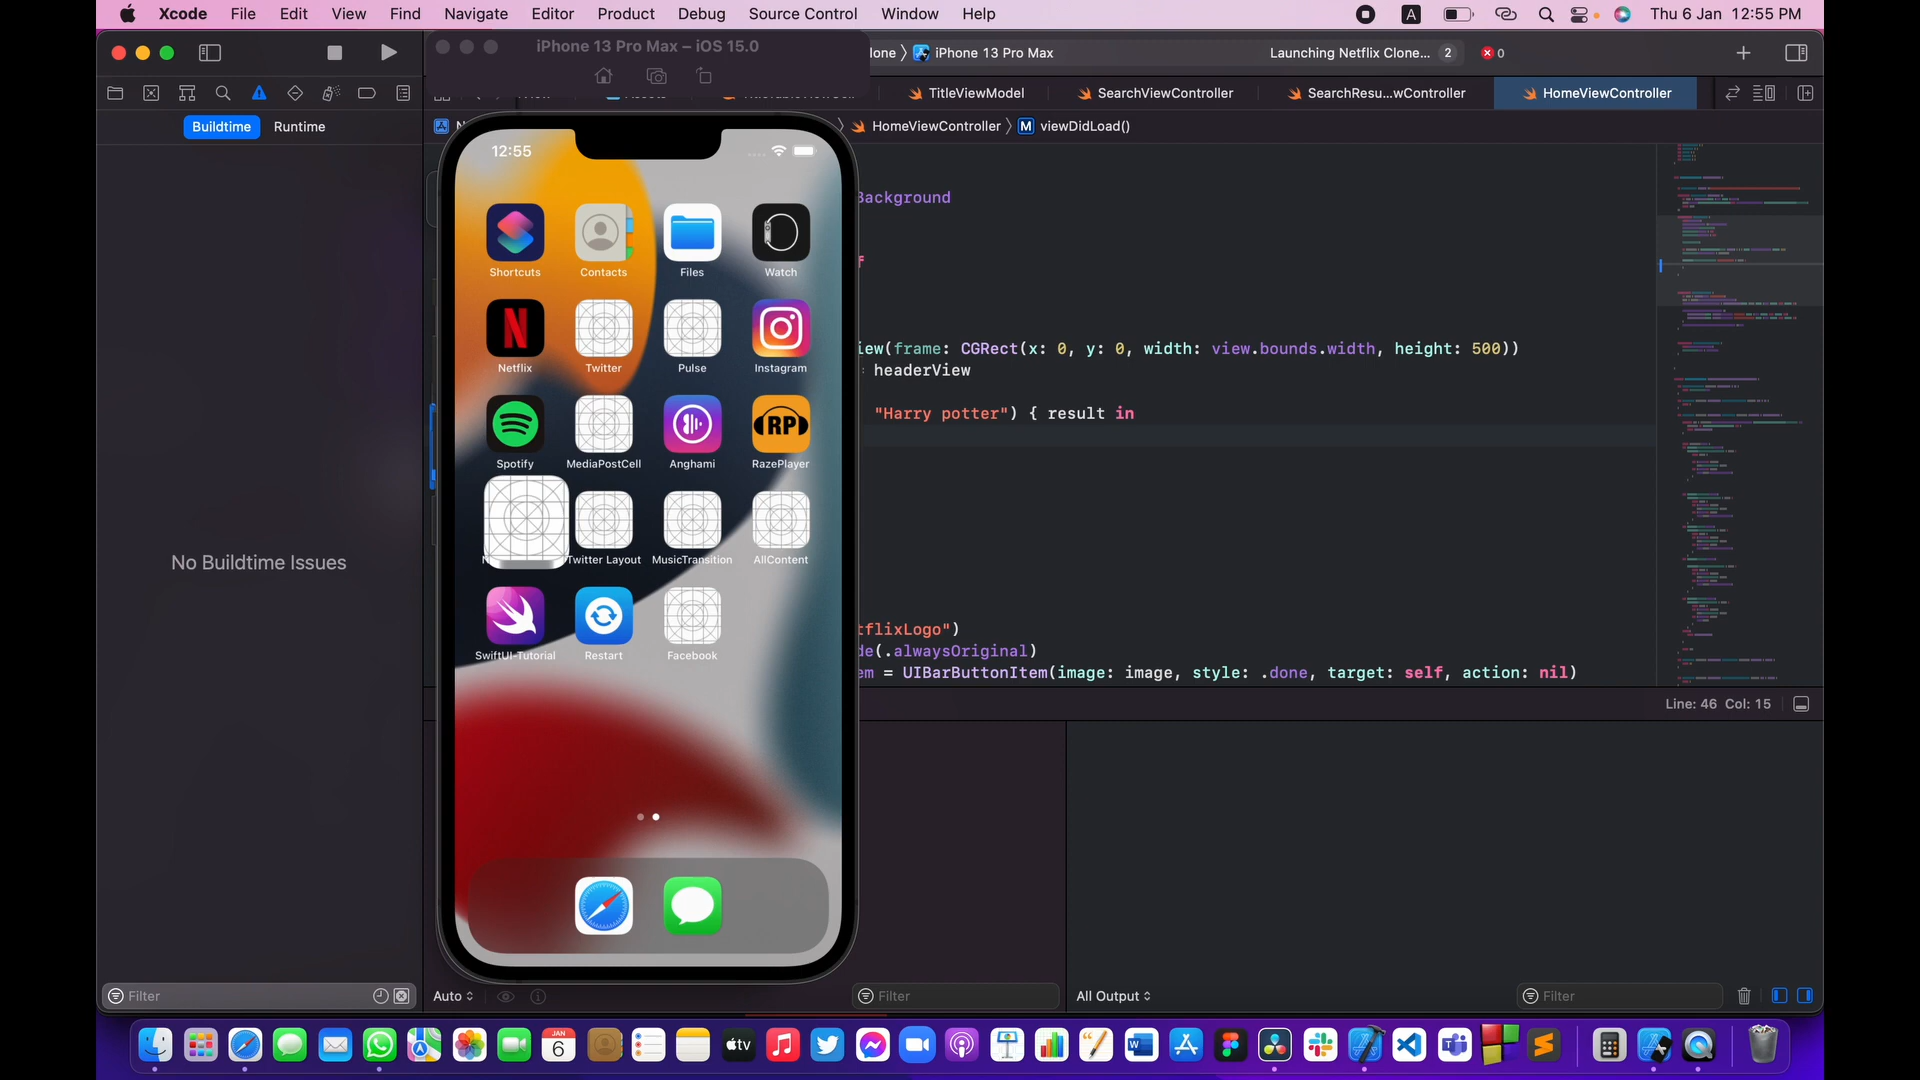 Xcode File Edit View Find Navigate Editor Product Debug Source Control Window Help
A
Thu 6 Jan 12:55 PM
iPhone 13 Pro Max – iOS 15.0
iPhone 13 Pro Max
Launching Netflix Clone... 2
0
TitleViewModel
SearchViewController
SearchResu...wController
HomeViewController
Buildtime
Runtime
HomeViewController
M viewDidLoad()
12:55
Background
Shortcuts
Contacts
Files
Watch
iew(frame: CGRect(x: 0, y: 0, width: view.bounds.width, height: 500))
headerView
Netflix
Twitter
Pulse
Instagram
"Harry potter") { result in
Spotify
MediaPostCell
Anghami
RazePlayer
RP
No Buildtime Issues
Twitter Layout
MusicTransition
AllContent
tflixLogo")
de(.alwaysOriginal)
em = UIBarButtonItem(image: image, style: .done, target: self, action: nil)
SwiftUI-Tutorial
Restart
Facebook
Line: 46 Col: 15
Filter
Auto
Filter
All Output
Filter
JAN
6
tv